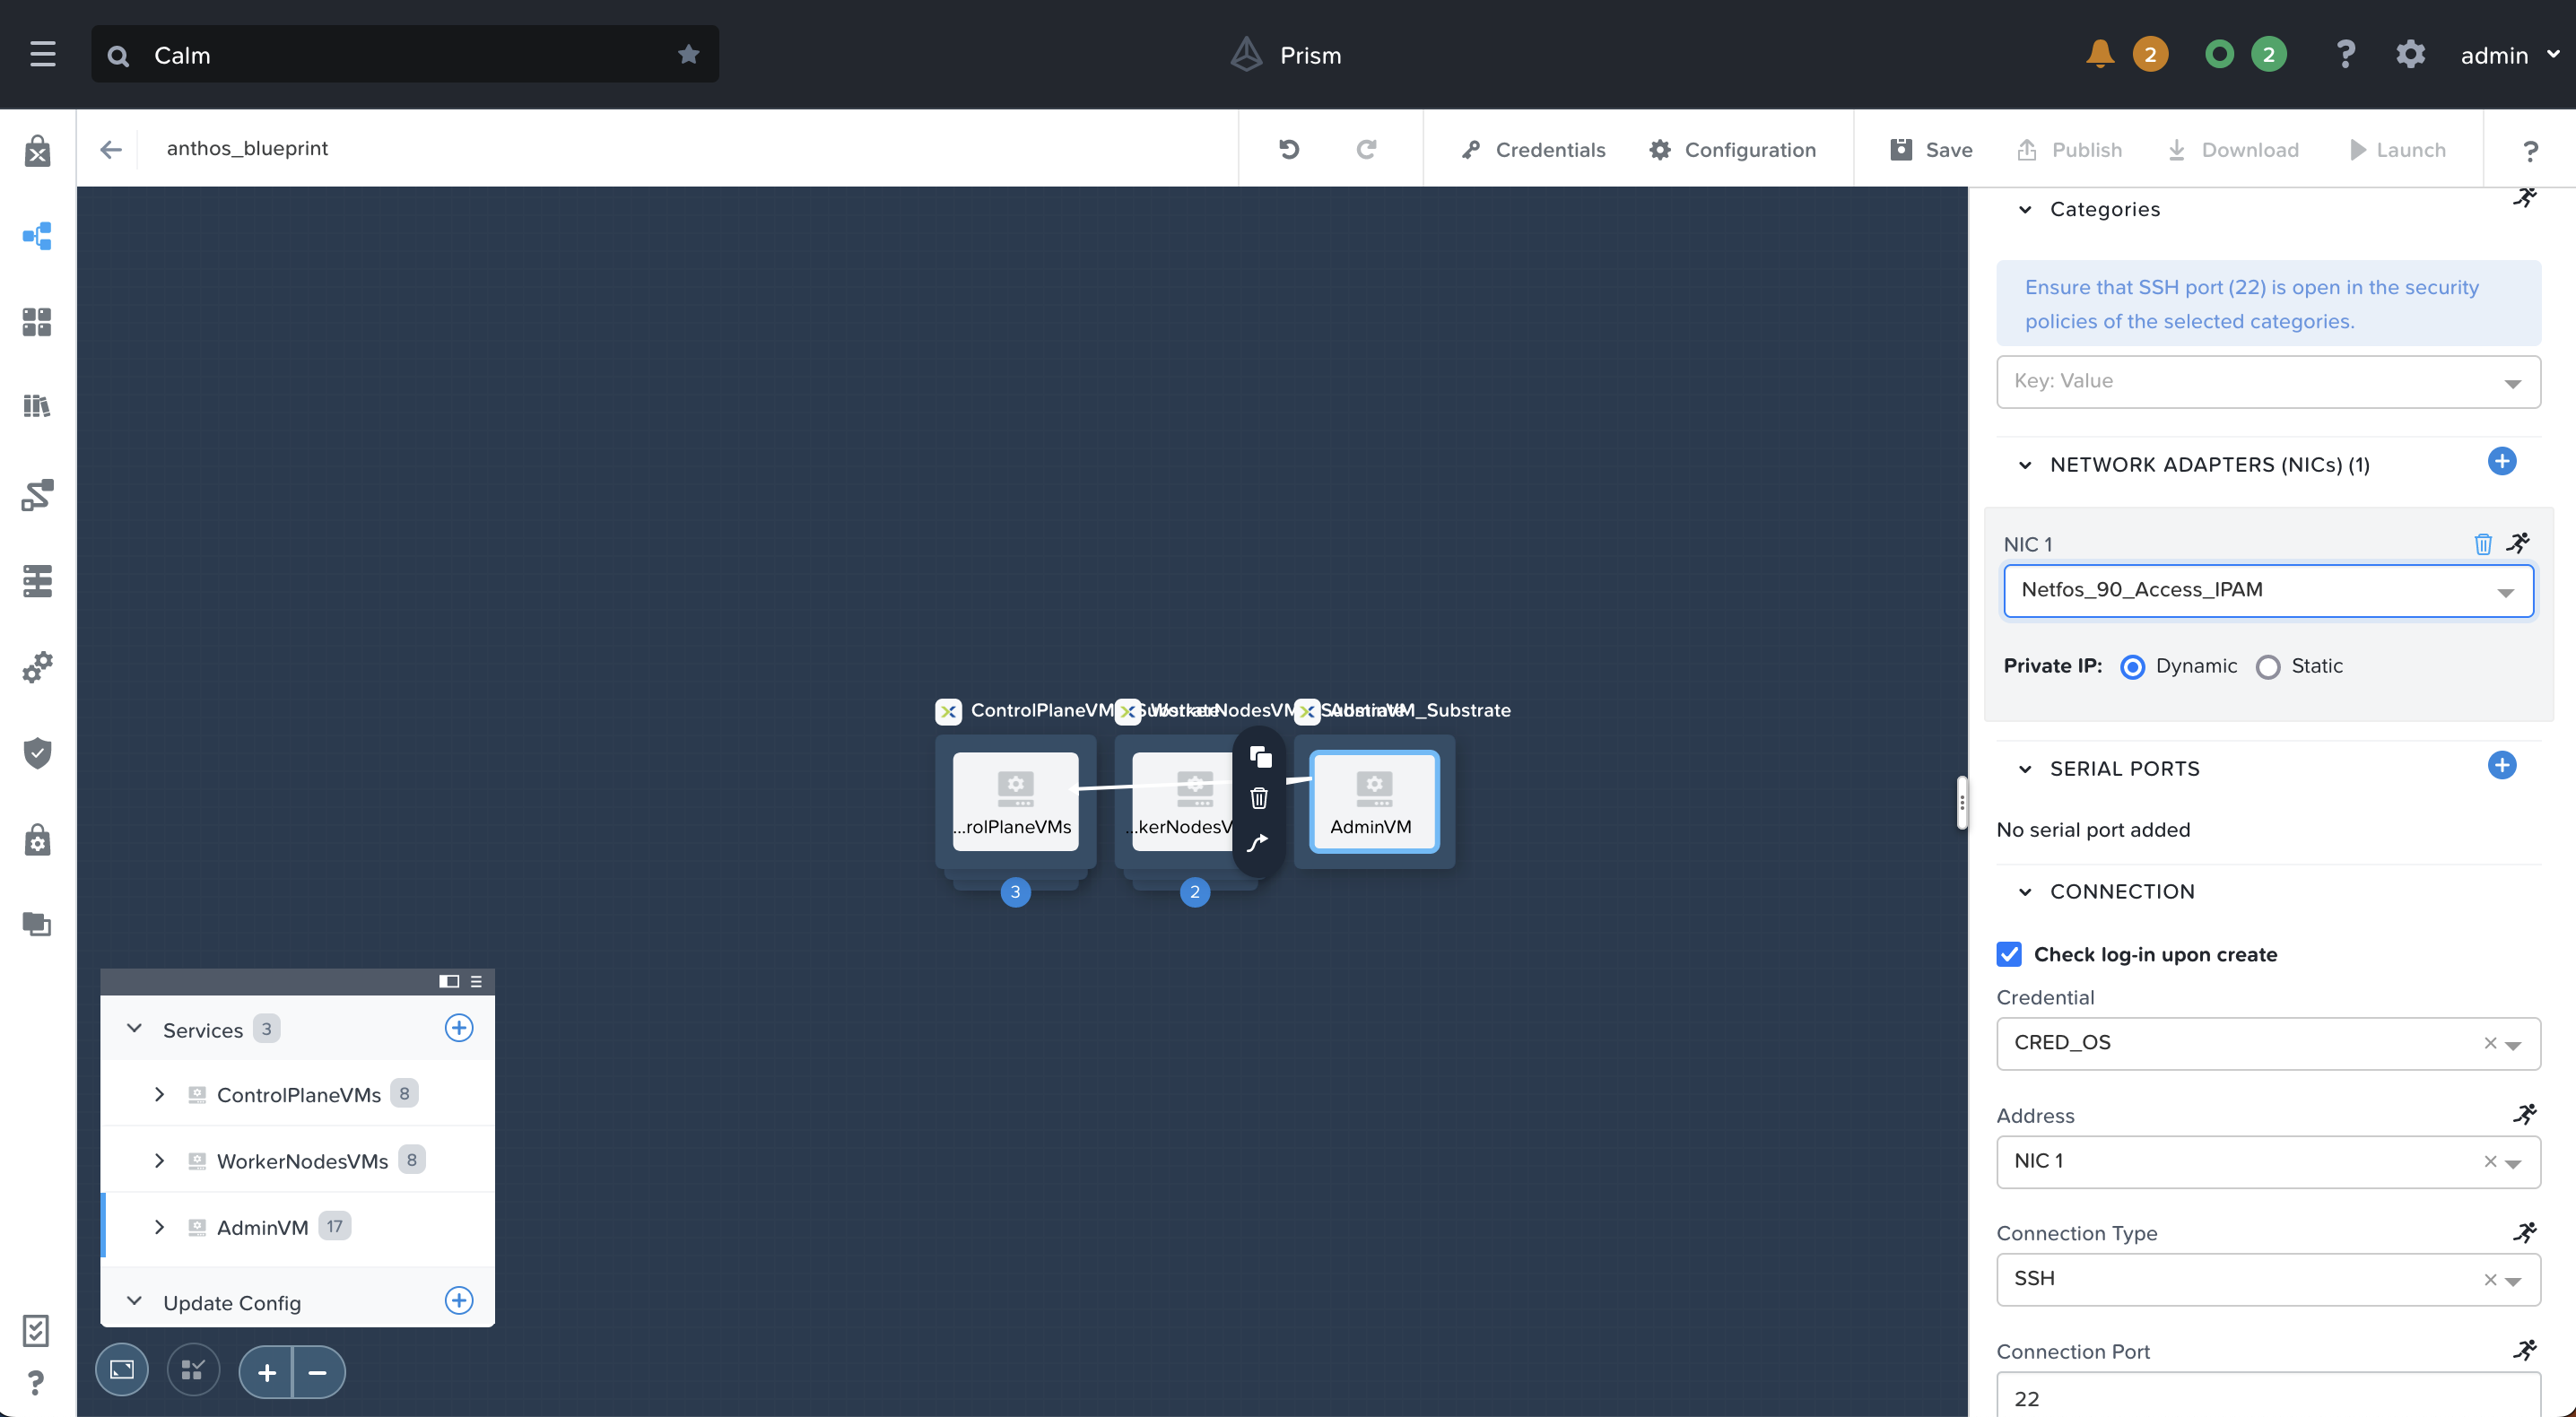 Calm
Prism
2
2
?
admin
anthos_blueprint
Credentials
Configuration
Save
Publish
Download
Launch
?
Categories
Ensure that SSH port (22) is open in the security
policies of the selected categories.
Key: Value
NETWORK ADAPTERS (NICs) (1)
NIC 1
Netfos_90_Access_IPAM
Private IP:
Dynamic
Static
SERIAL PORTS
No serial port added
CONNECTION
Check log-in upon create
Credential
CRED_OS
Address
NIC 1
Connection Type
SSH
Connection Port
22
ControlPlaneVM
WorkerNodesVM
AdminVM_Substrate
...rolPlaneVMs
...kerNodesV
AdminVM
3
2
Services 3
ControlPlaneVMs 8
WorkerNodesVMs 8
AdminVM 17
Update Config
?